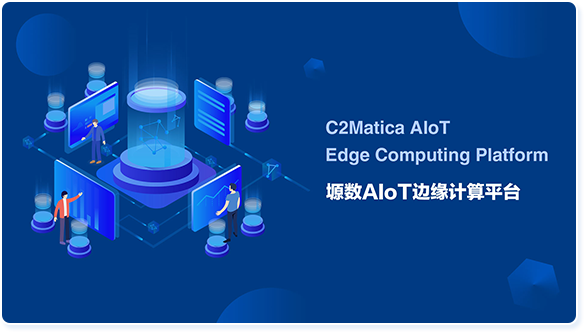 C2Matica AIoT
Edge Computing Platform
塬数AIoT边缘计算平台